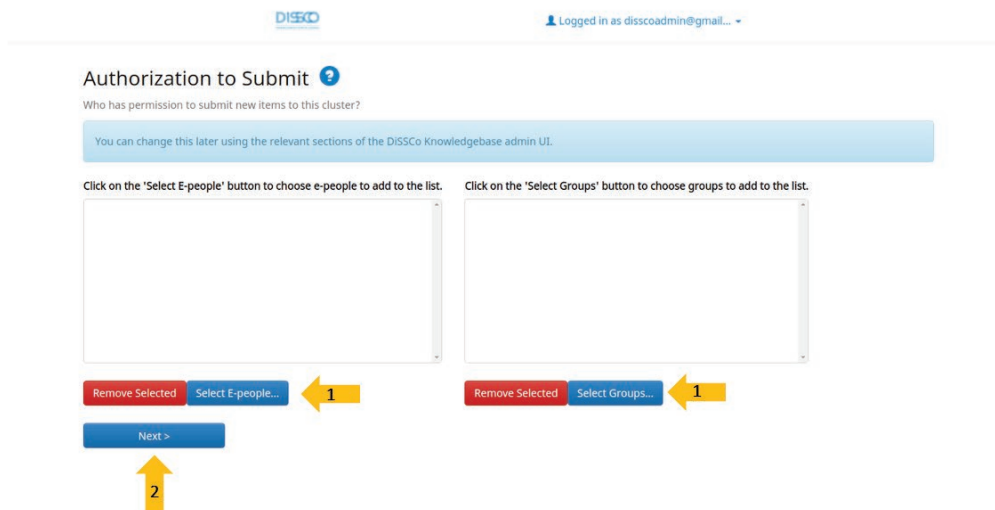 DISSCO
Logged in as disscoadmin@gmail...
Authorization to Submit ?
Who has permission to submit new items to this cluster?
You can change this later using the relevant sections of the DiSSCo Knowledgebase admin UI.
Click on the 'Select E-people' button to choose e-people to add to the list.
Click on the 'Select Groups' button to choose groups to add to the list.
Remove Selected Select E-people... 1
Remove Selected Select Groups... 1
Next >
2